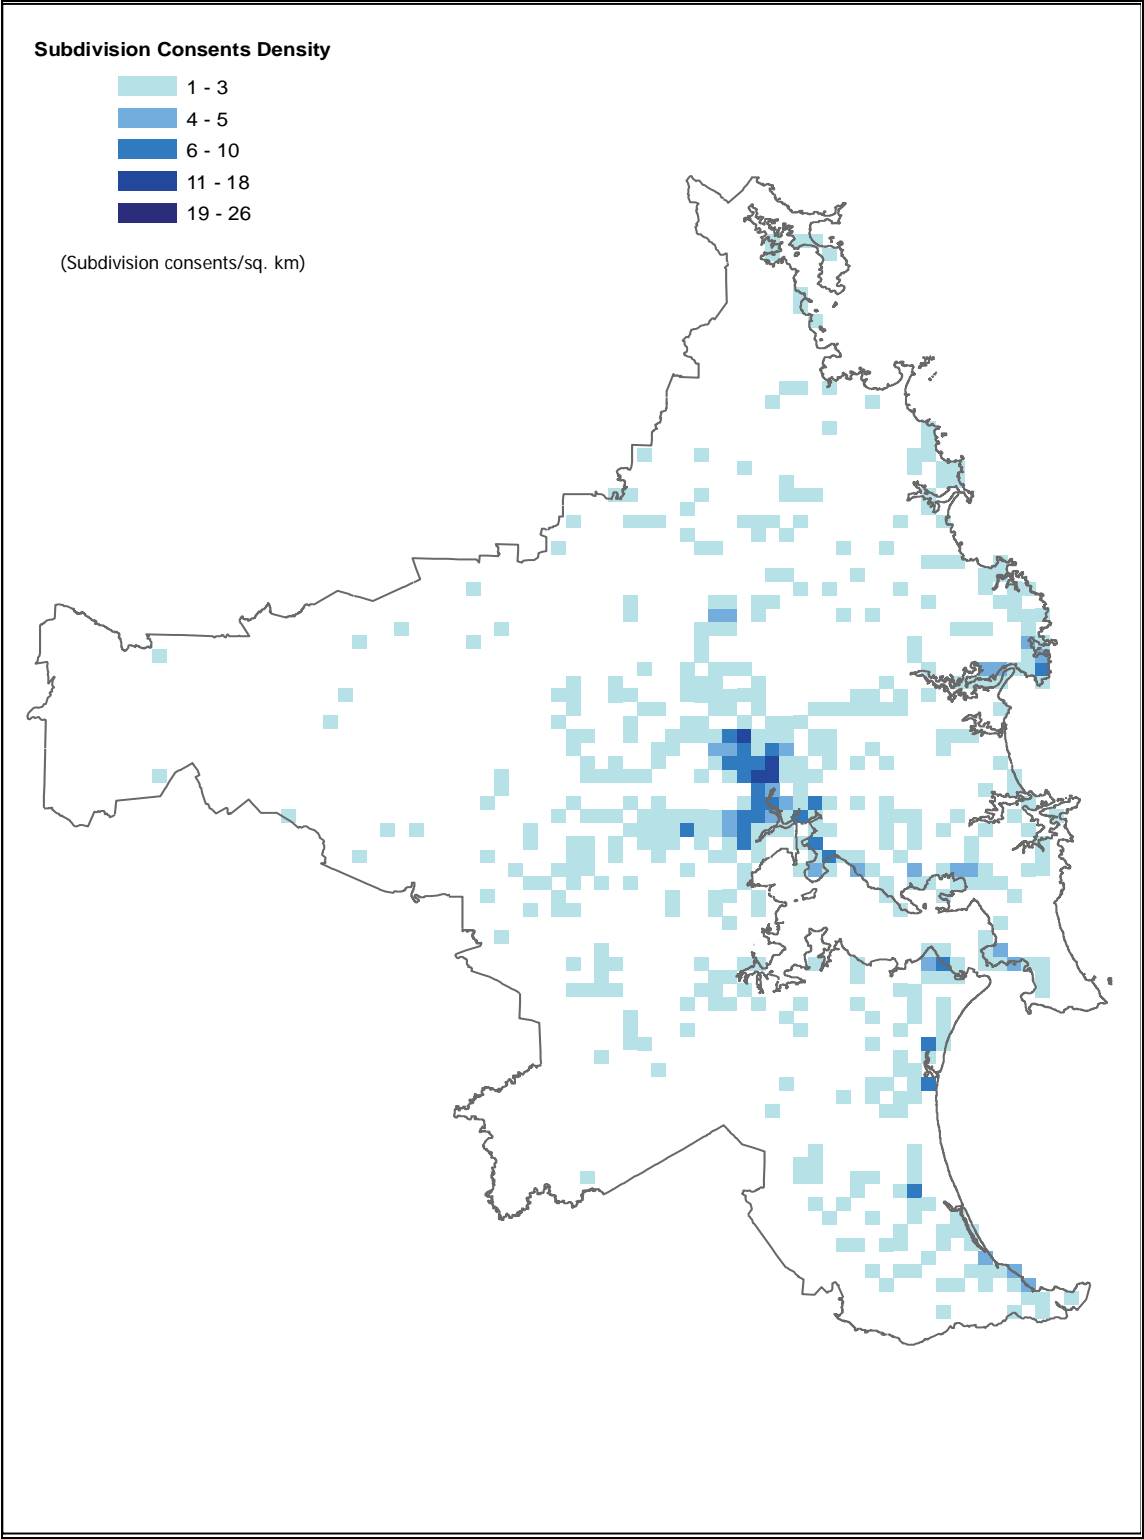 Subdivision Consents Density
1 - 3
4 - 5
6 - 10
11 - 18
19 - 26
(Subdivision consents/sq. km)